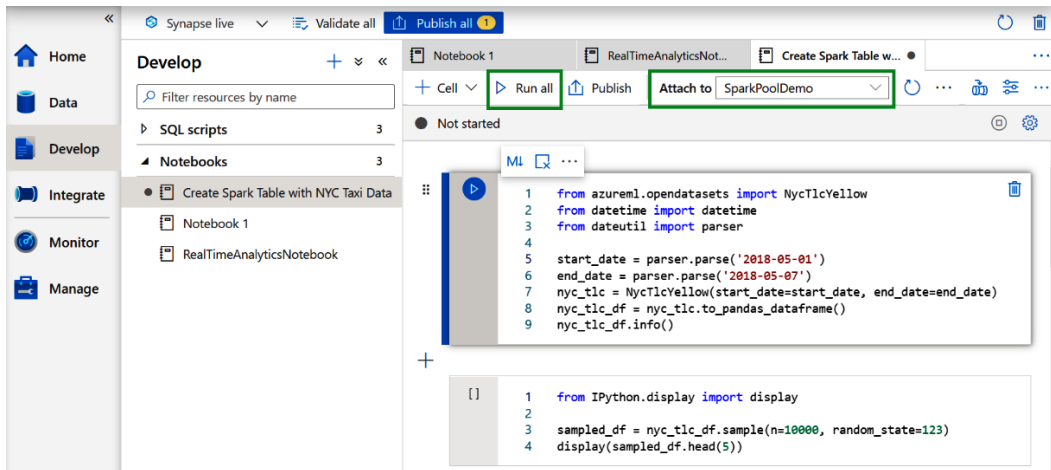 «
Synapse live
Validate all
Publish all 1
Home
Data
Develop
Integrate
Monitor
Manage
Develop
+
«
Filter resources by name
SQL scripts 3
Notebooks 3
Create Spark Table with NYC Taxi Data
Notebook 1
RealTimeAnalyticsNotebook
Notebook 1
RealTimeAnalyticsNot...
Create Spark Table w... ●
...
+ Cell
Run all
Publish
Attach to SparkPoolDemo
...
...
Not started
M↓ ...
1 from azureml.opendatasets import NycTlcYellow
2 from datetime import datetime
3 from dateutil import parser
4
5 start_date = parser.parse('2018-05-01')
6 end_date = parser.parse('2018-05-07')
7 nyc_tlc = NycTlcYellow(start_date=start_date, end_date=end_date)
8 nyc_tlc_df = nyc_tlc.to_pandas_dataframe()
9 nyc_tlc_df.info()
+
[ ]
1 from IPython.display import display
2
3 sampled_df = nyc_tlc_df.sample(n=10000, random_state=123)
4 display(sampled_df.head(5))